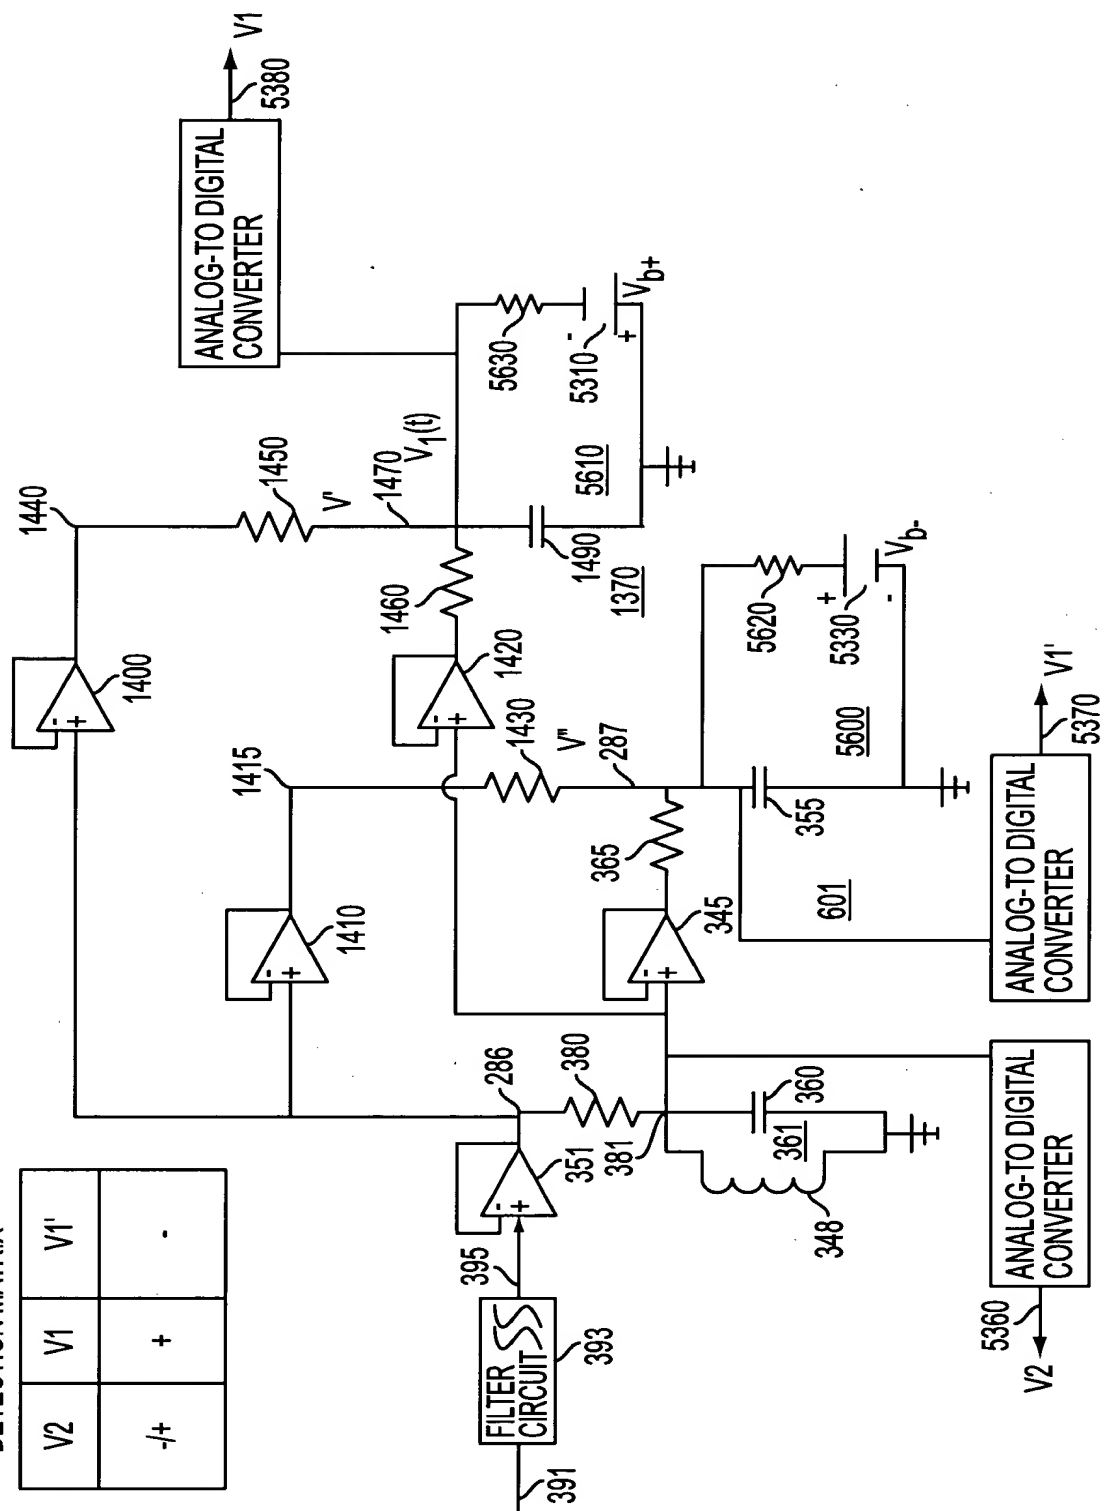 V2 V1 V1'
-/+ + -
391
FILTER
CIRCUIT
393
395
- +
351
286
380
381
360
361
348
ANALOG-TO DIGITAL
CONVERTER
5360
V2
- +
1400
1440
1450
V'
1470
V1(t)
- +
1410
1415
1430
V"
287
- +
1420
1460
1490
1370
5610
5630
5310
- +
Vb+
ANALOG-TO DIGITAL
CONVERTER
5380
V1
- +
345
365
601
355
5600
5620
5330
+ -
Vb-
ANALOG-TO DIGITAL
CONVERTER
5370
V1'